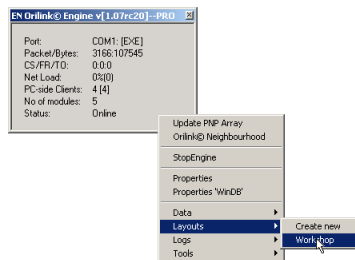 EN Orilink© Engine v[1.07rc20]--PRO
Port: COM1: [EXE]
Packet/Bytes: 3166:107545
CS/FR/TO: 0:0:0
Net Load: 0%(0)
PC-side Clients: 4 [4]
No of modules: 5
Status: Online
Update PNP Array
Orilink© Neighbourhood
StopEngine
Properties
Properties 'WinDB'
Data
Layouts
Logs
Tools
Create new
Workshop